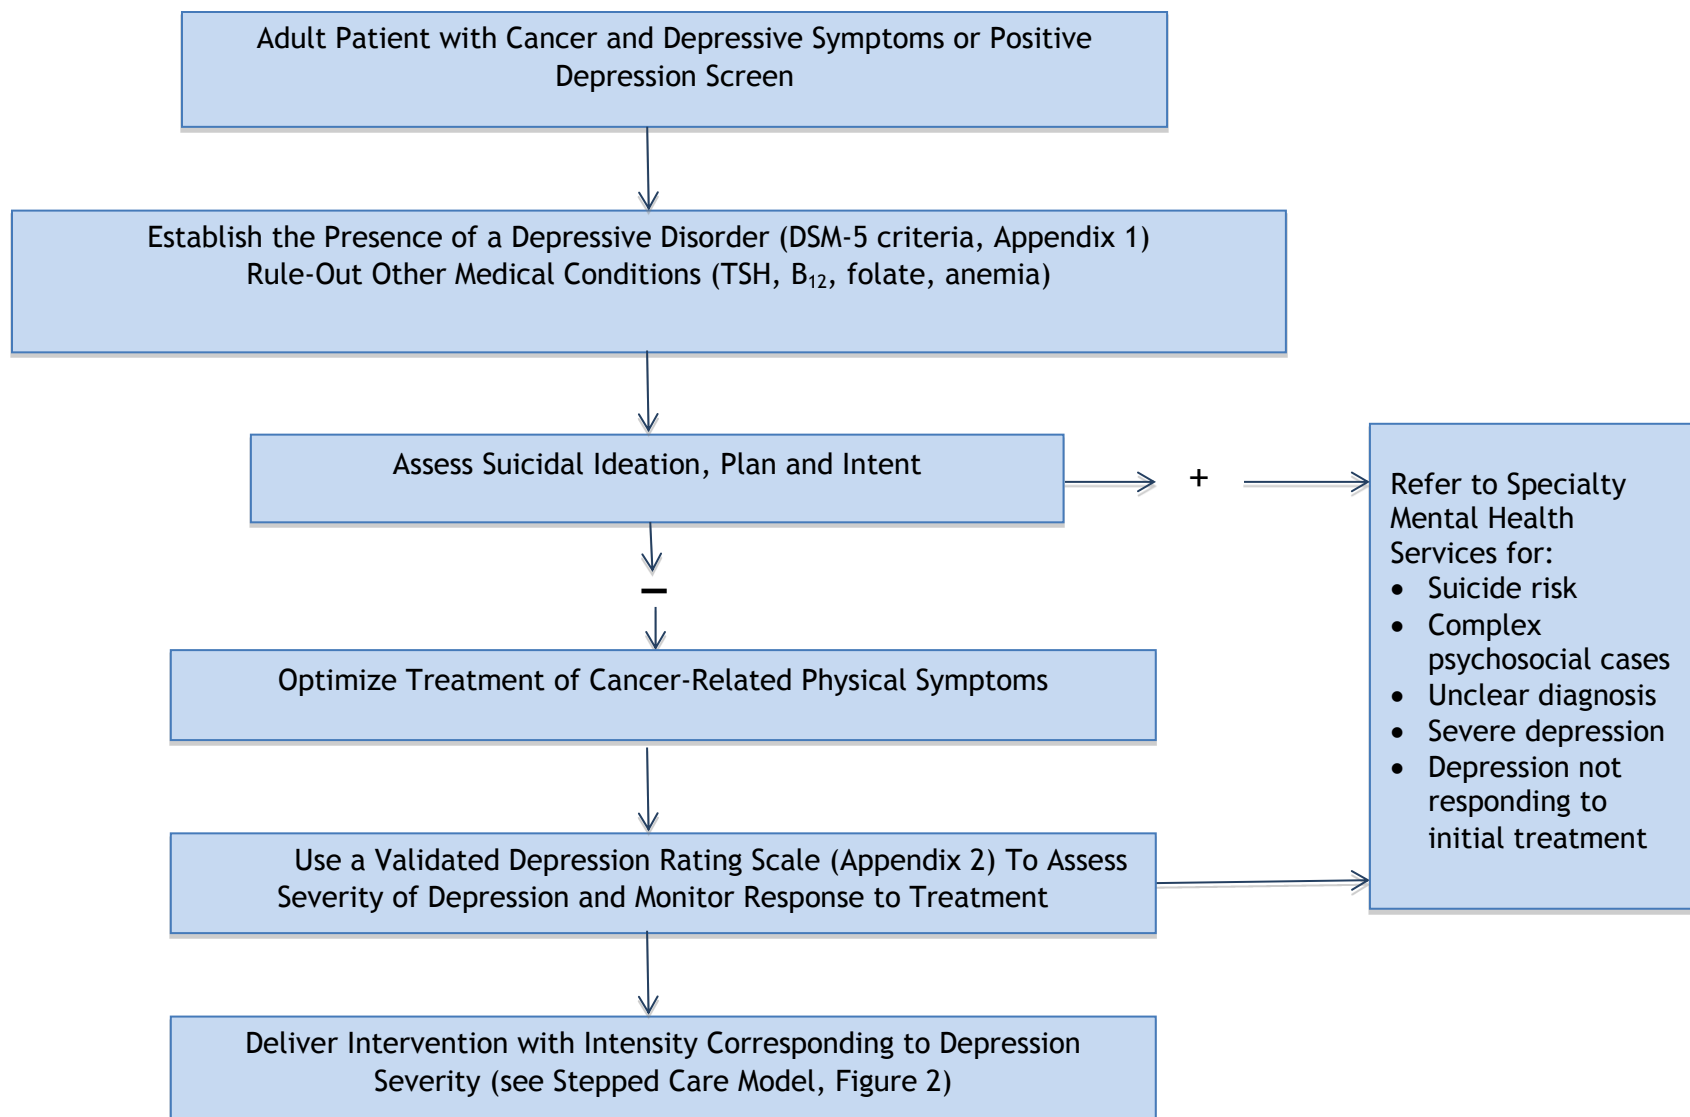 Adult Patient with Cancer and Depressive Symptoms or Positive
Depression Screen
Establish the Presence of a Depressive Disorder (DSM-5 criteria, Appendix 1)
Rule-Out Other Medical Conditions (TSH, B₁₂, folate, anemia)
Assess Suicidal Ideation, Plan and Intent
+
–
Optimize Treatment of Cancer-Related Physical Symptoms
Use a Validated Depression Rating Scale (Appendix 2) To Assess
Severity of Depression and Monitor Response to Treatment
Deliver Intervention with Intensity Corresponding to Depression
Severity (see Stepped Care Model, Figure 2)
Refer to Specialty
Mental Health
Services for:
• Suicide risk
• Complex
psychosocial cases
• Unclear diagnosis
• Severe depression
• Depression not
responding to
initial treatment